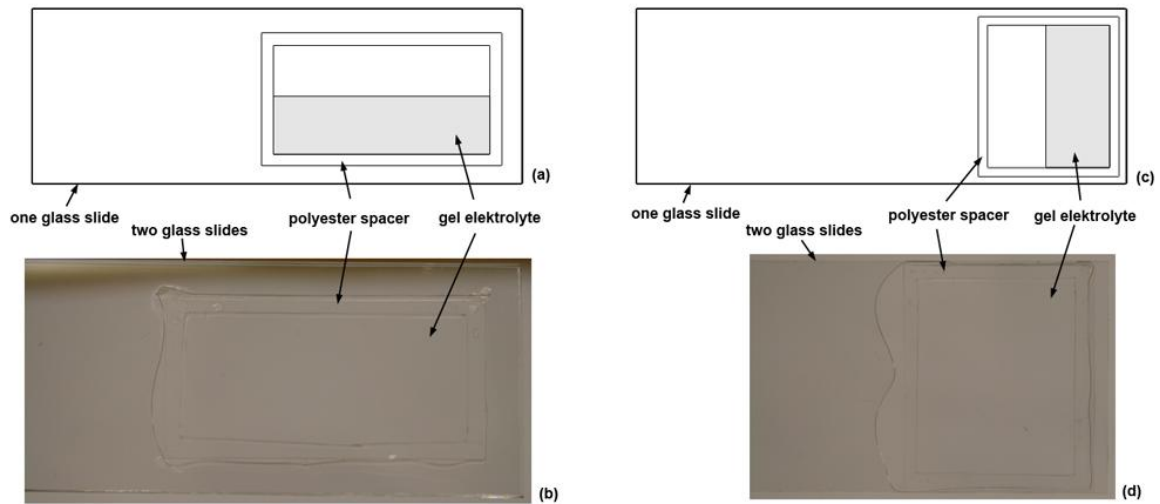 (a)
one glass slide
polyester spacer
gel elektrolyte
two glass slides
(b)
(c)
one glass slide
polyester spacer
gel elektrolyte
two glass slides
(d)